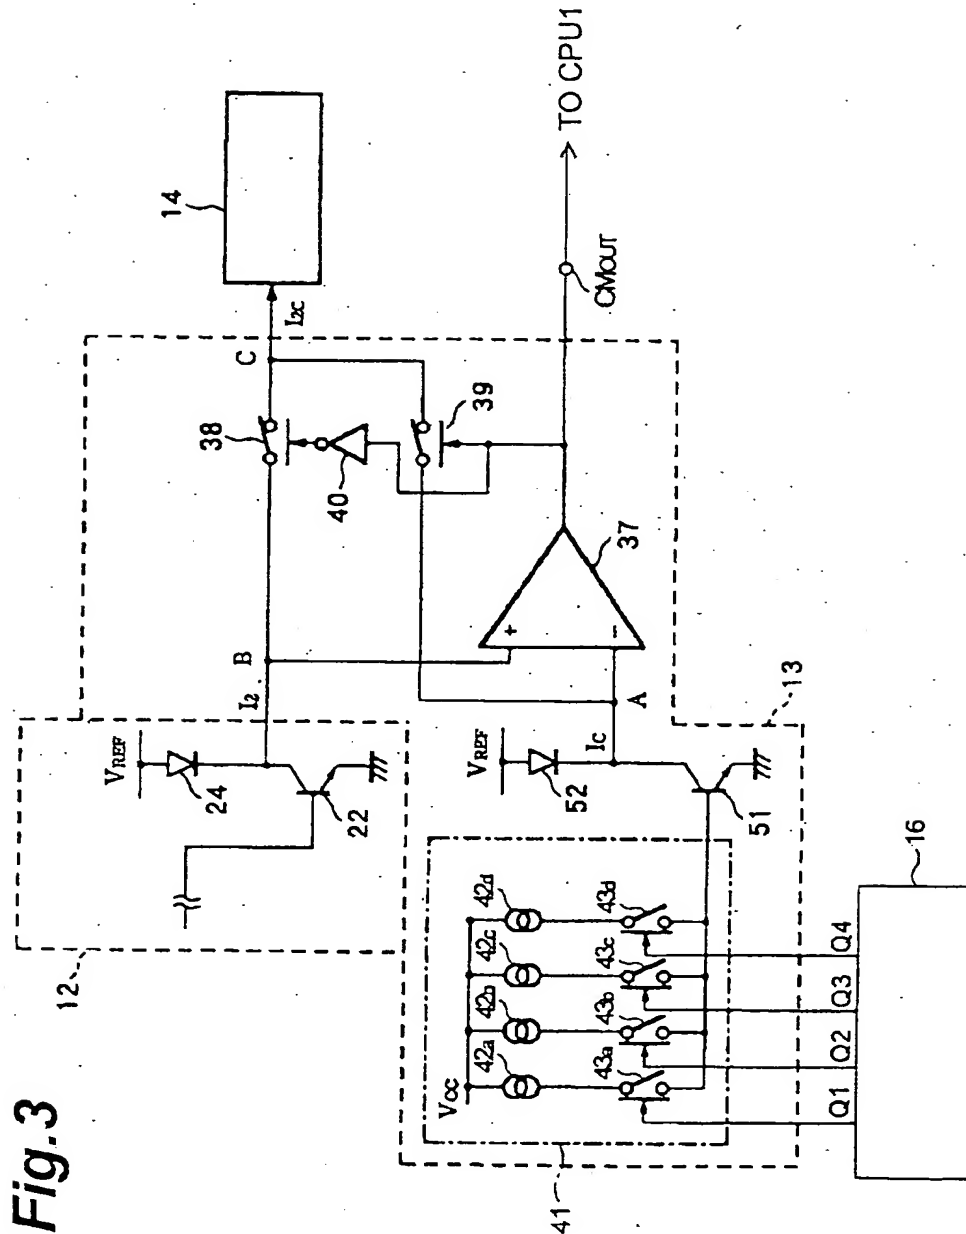 Fig.3
14
I2C
C
38
39
40
37
CMOUT
TO CPU1
B
I2
A
IC
VREF
24
22
12
VREF
52
51
13
VCC
42a
42b
42c
42d
43a
43b
43c
43d
41
Q1
Q2
Q3
Q4
16
+
−